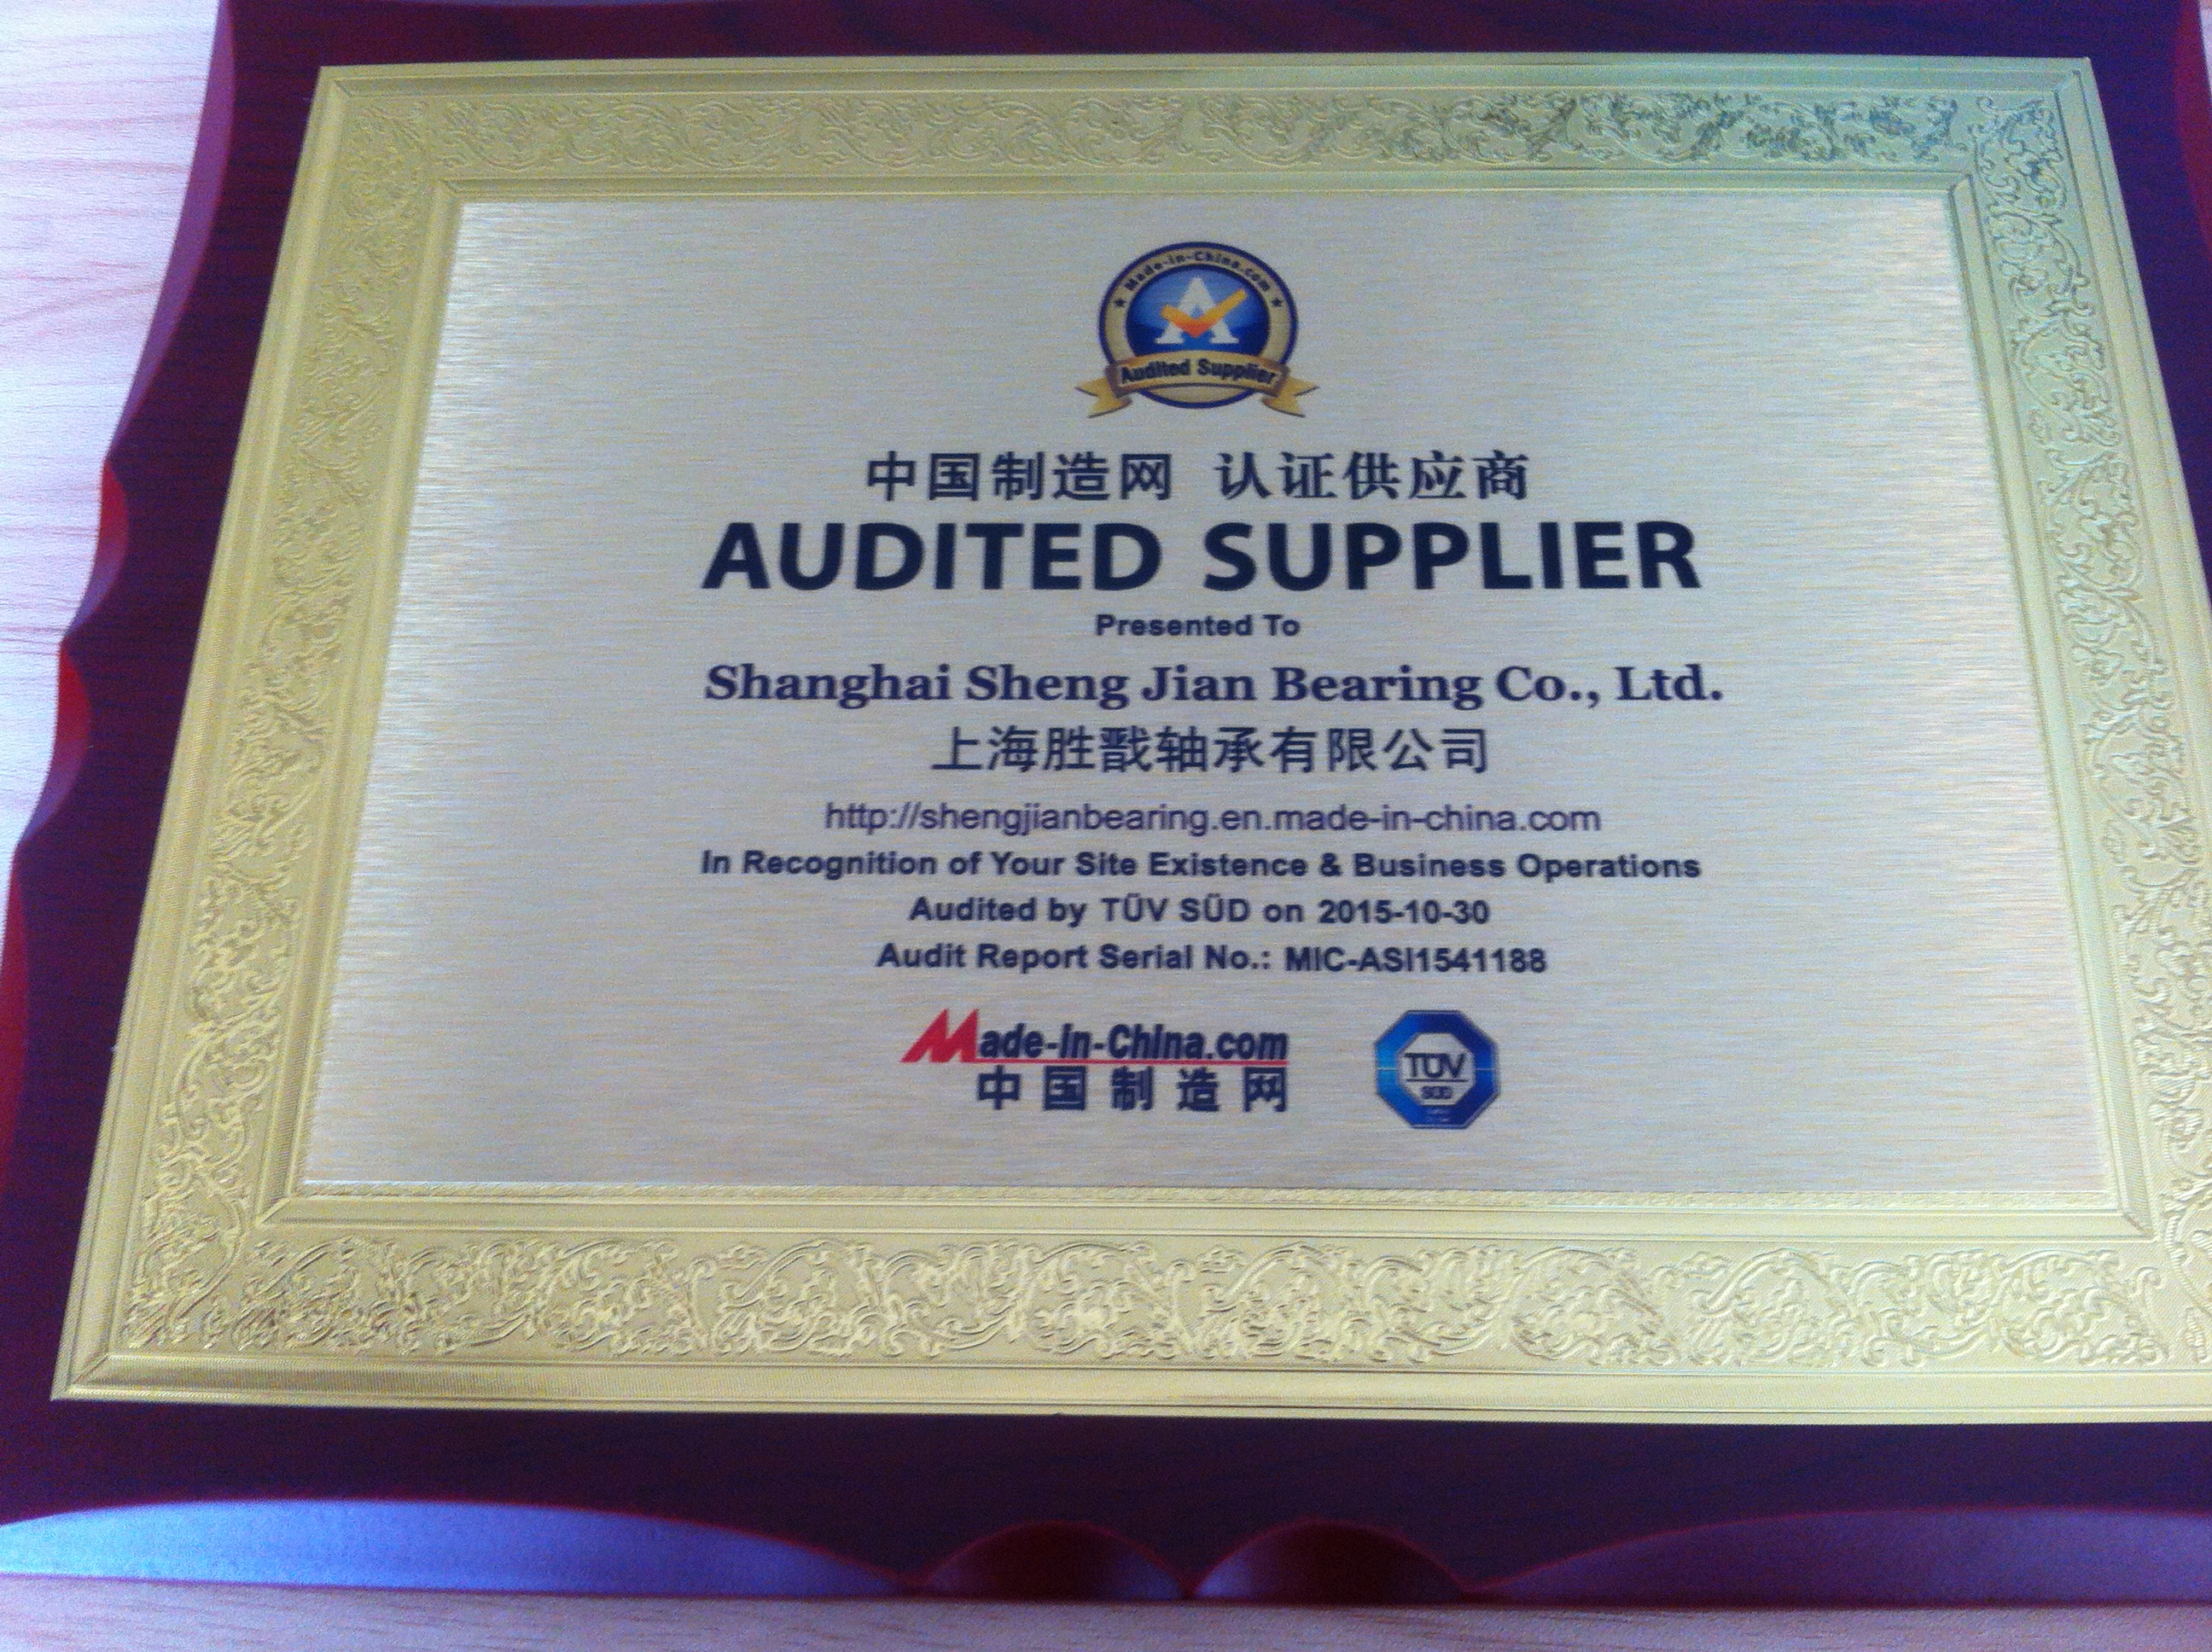 Made-in-China.com
Audited Supplier
中国制造网 认证供应商
AUDITED SUPPLIER
Presented To
Shanghai Sheng Jian Bearing Co., Ltd.
上海胜戬轴承有限公司
http://shengjianbearing.en.made-in-china.com
In Recognition of Your Site Existence & Business Operations
Audited by TÜV SÜD on 2015-10-30
Audit Report Serial No.: MIC-ASI1541188
Made-in-China.com
中国制造网
TÜV
SÜD